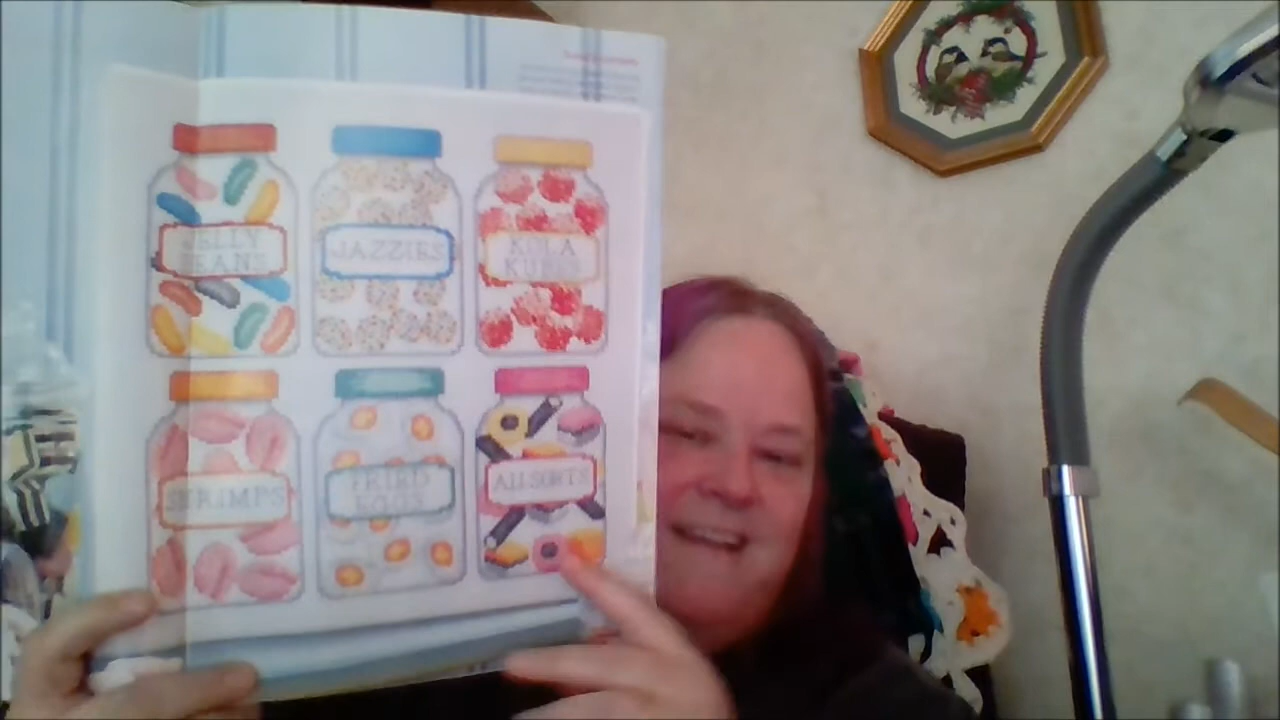 JELLY
BEANS
JAZZIES
KOLA
KUBES
SHRIMPS
FRIED
EGGS
ALLSORTS